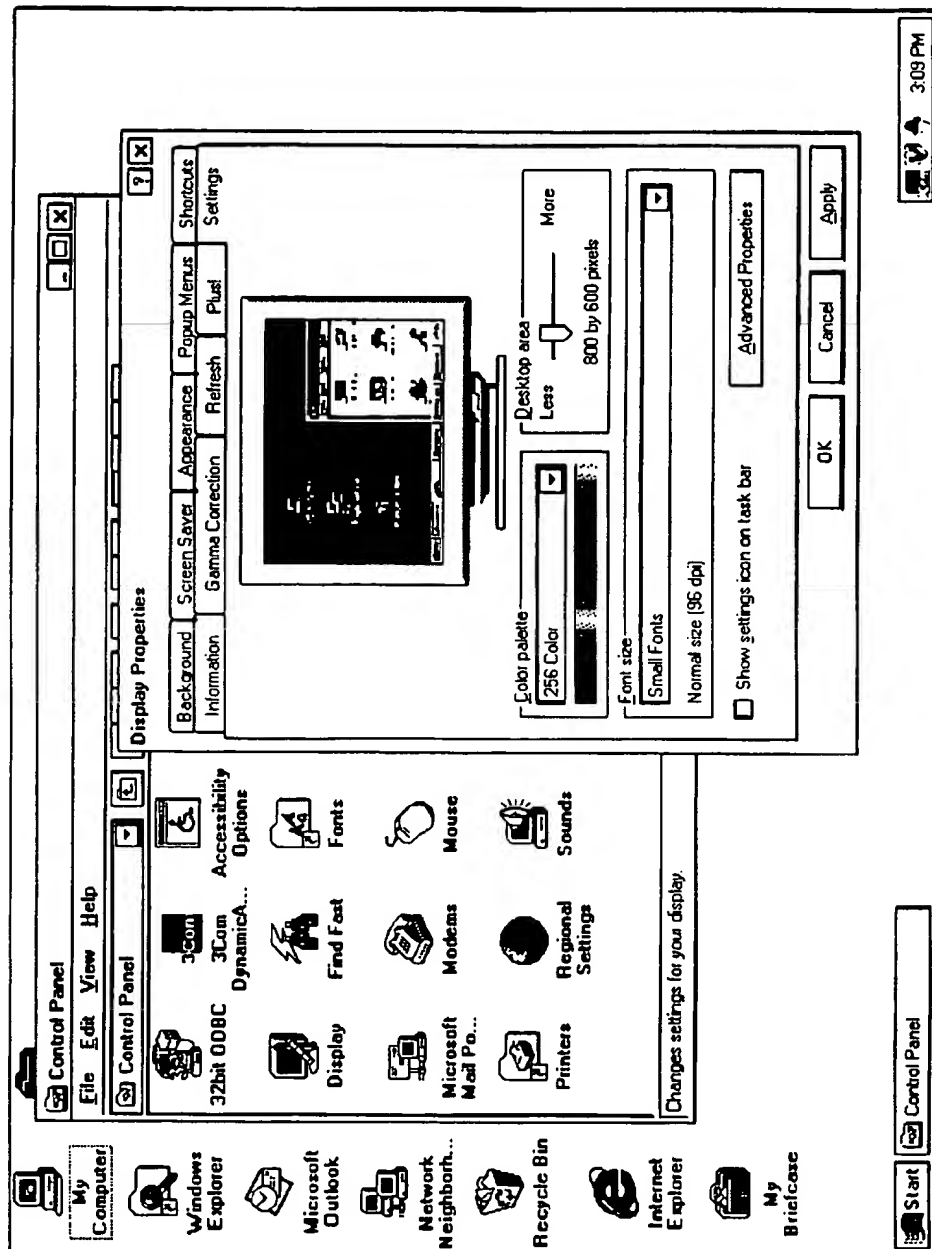 My
Computer
Windows
Explorer
Microsoft
Outlook
Network
Neighborh...
Recycle Bin
Internet
Explorer
My
Briefcase
Control Panel
File Edit View Help
Control Panel
32bit ODBC
3Com
DynamicA...
Accessibility
Options
Display
Find Fast
Fonts
Microsoft
Mail Po...
Modems
Mouse
Printers
Regional
Settings
Sounds
Changes settings for your display.
Display Properties
Background Screen Saver Appearance Popup Menus Shortcuts
Information Gamma Correction Refresh Plus! Settings
Color palette
256 Color
Desktop area
Less More
800 by 600 pixels
Font size
Small Fonts
Normal size (96 dpi)
Show settings icon on task bar
Advanced Properties
OK Cancel Apply
Start Control Panel 3:09 PM